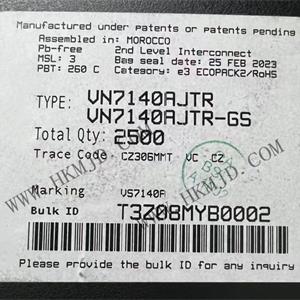 Manufactured under patents or patents pending
Assembled in: MOROCCO
Pb-free 2nd Level Interconnect
MSL: 3 Bag seal date: 25 FEB 2023
PBT: 260 C Category: e3 ECOPACK2/RoHS
TYPE: VN7140AJTR
VN7140AJTR-GS
Total Qty: 2500
Trace Code CZ306MMT VC CZ
Marking VS7140A
Bulk ID T3Z08MYB0002
Please provide the bulk ID for any inquiry
WWW.HKMJD.COM
WWW.HKMJD.COM